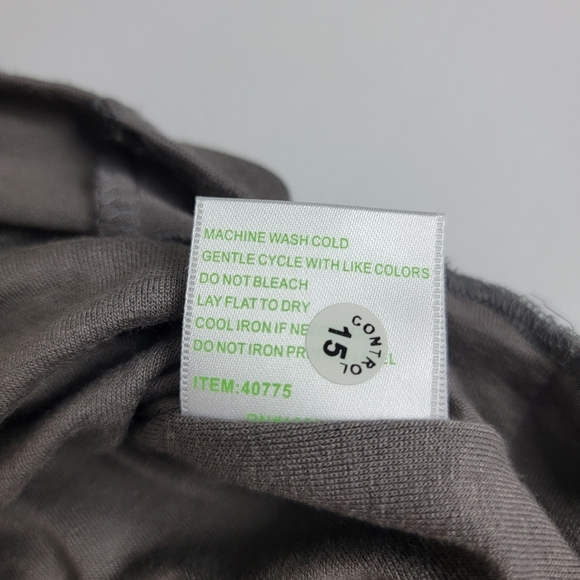 MACHINE WASH COLD
GENTLE CYCLE WITH LIKE COLORS
DO NOT BLEACH
LAY FLAT TO DRY
COOL IRON IF
DO NOT IRON
ITEM:40775
CONTROL
15